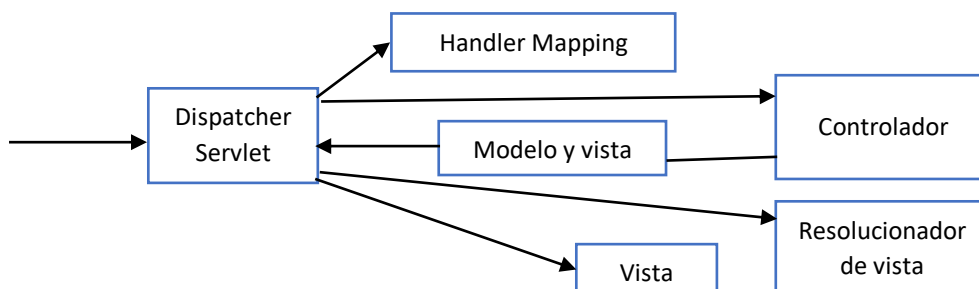 Handler Mapping
Dispatcher
Servlet
Controlador
Modelo y vista
Resolucionador
de vista
Vista